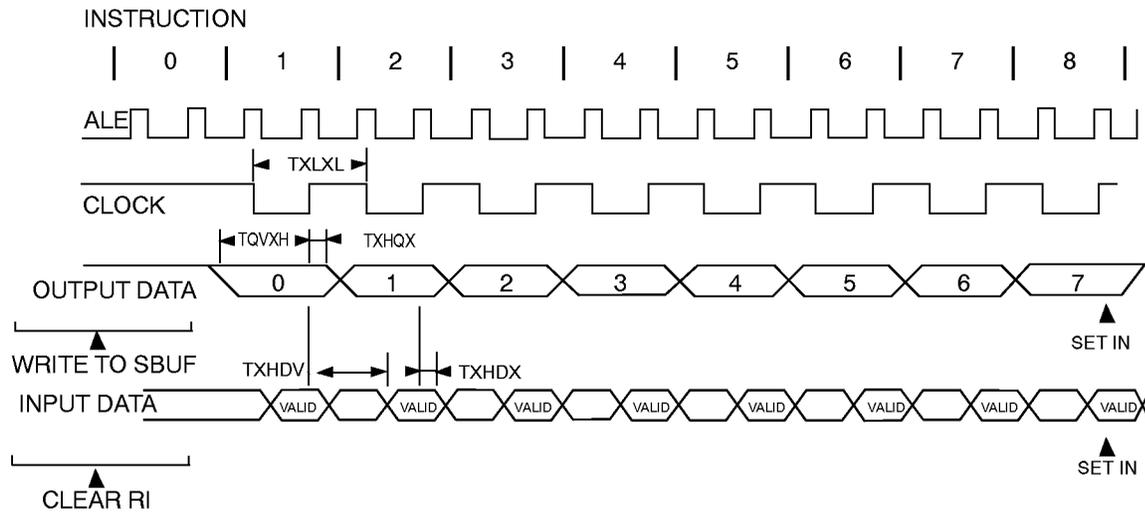 INSTRUCTION
0 1 2 3 4 5 6 7 8
ALE
TXLXL
CLOCK
TQVXH TXHQX
OUTPUT DATA 0 1 2 3 4 5 6 7
SET IN
WRITE TO SBUF
TXHDV TXHDX
INPUT DATA VALID VALID VALID VALID VALID VALID VALID VALID
SET IN
CLEAR RI